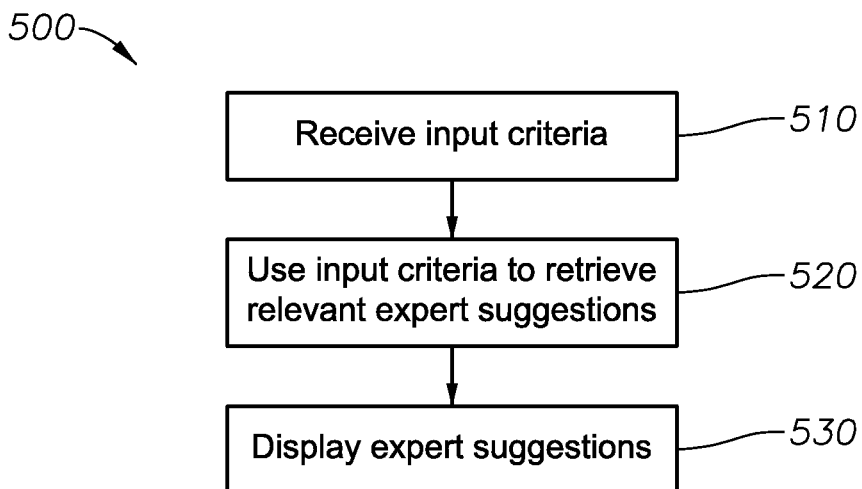 500
Receive input criteria
510
Use input criteria to retrieve
relevant expert suggestions
520
Display expert suggestions
530